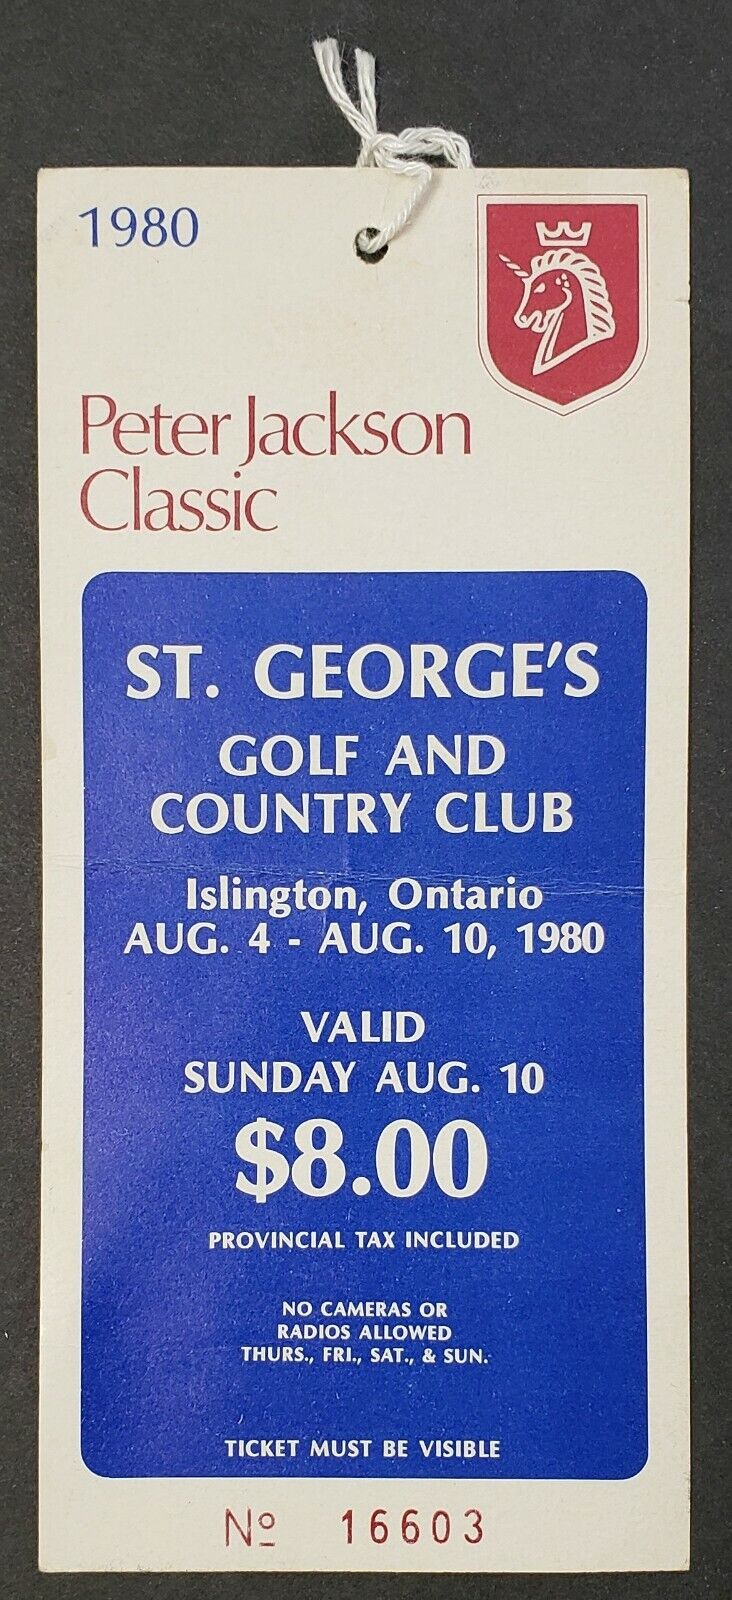 1980
Peter Jackson
Classic
ST. GEORGE'S
GOLF AND
COUNTRY CLUB
Islington, Ontario
AUG. 4 - AUG. 10, 1980
VALID
SUNDAY AUG. 10
$8.00
PROVINCIAL TAX INCLUDED
NO CAMERAS OR
RADIOS ALLOWED
THURS., FRI., SAT., & SUN.
TICKET MUST BE VISIBLE
Nº 16603